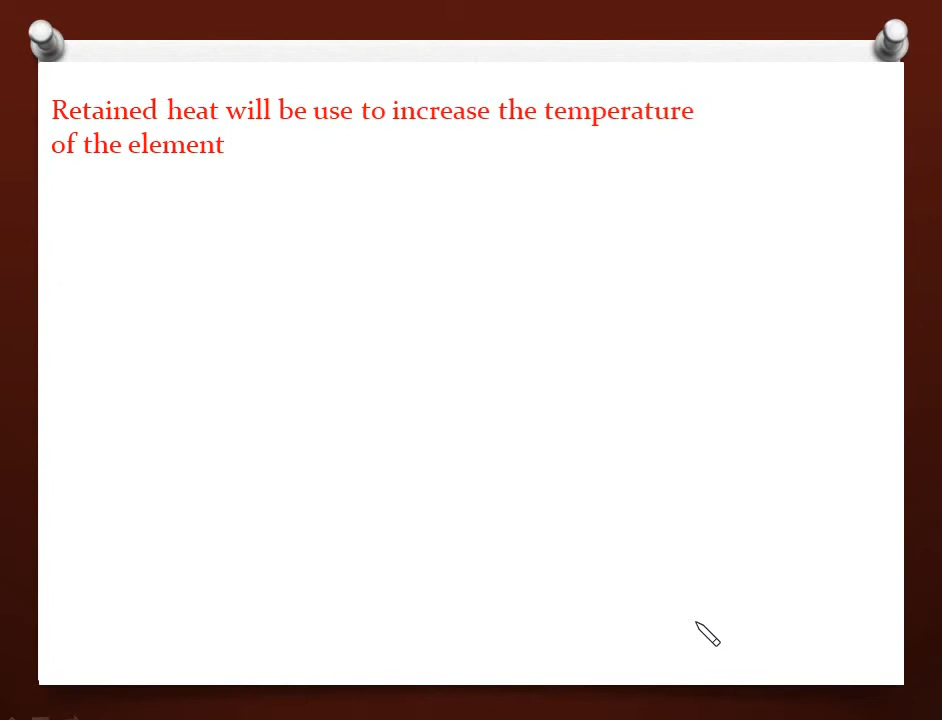 Retained heat will be use to increase the temperature
of the element